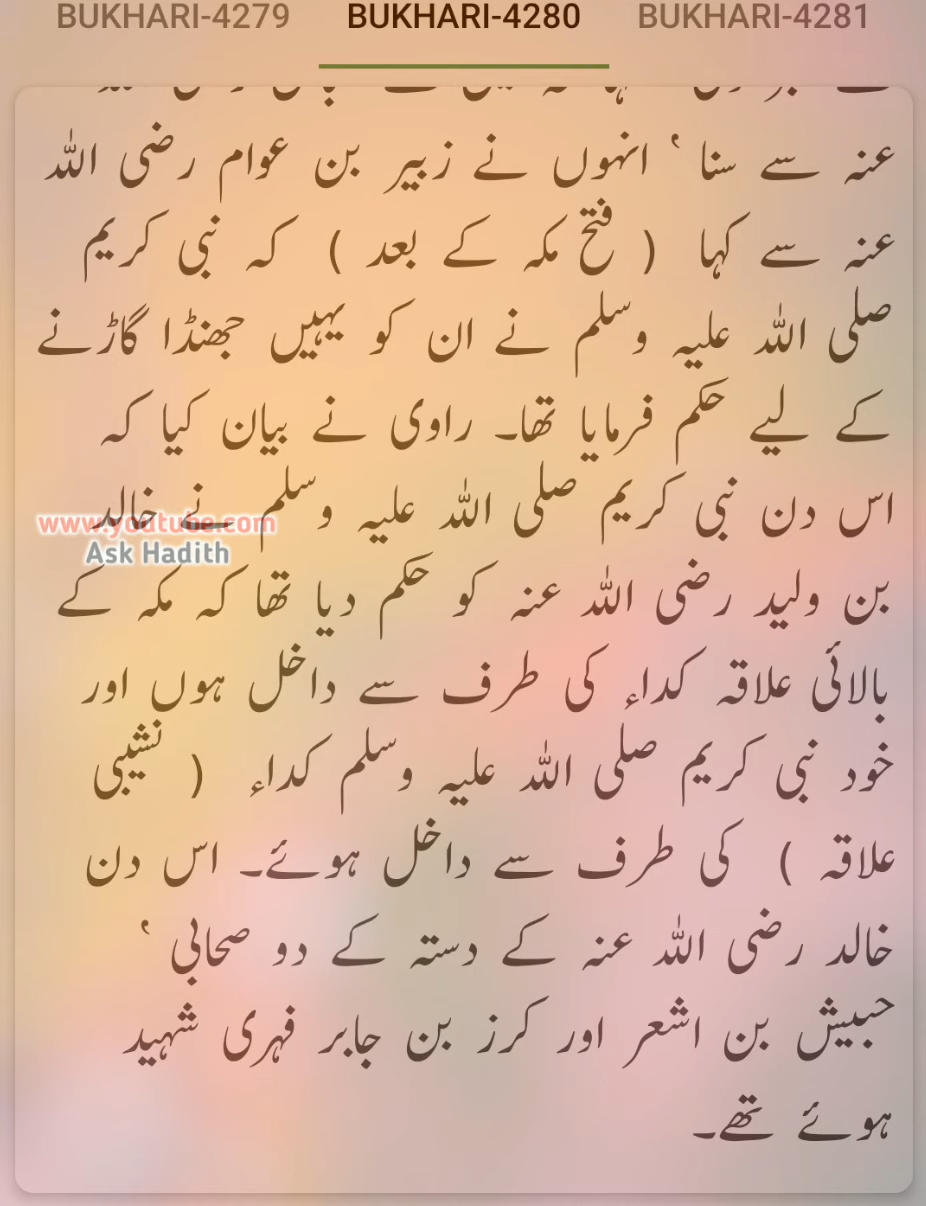 BUKHARI-4279 BUKHARI-4280 BUKHARI-4281
عنہ سے سنا ‘ انہوں نے زبیر بن عوام رضی اللہ
عنہ سے کہا ( فتح مکہ کے بعد ) کہ نبی کریم
صلی اللہ علیہ وسلم نے ان کو یہیں جھنڈا گاڑنے
کے لیے حکم فرمایا تھا۔ راوی نے بیان کیا کہ
اس دن نبی کریم صلی اللہ علیہ وسلم نے خالد
www.youtube.com
Ask Hadith
بن ولید رضی اللہ عنہ کو حکم دیا تھا کہ مکہ کے
بالائی علاقہ کداء کی طرف سے داخل ہوں اور
خود نبی کریم صلی اللہ علیہ وسلم کداء ( نشیبی
علاقہ ) کی طرف سے داخل ہوئے۔ اس دن
خالد رضی اللہ عنہ کے دستہ کے دو صحابی ‘
حبیش بن اشعر اور کرز بن جابر فہری شہید
ہوئے تھے۔